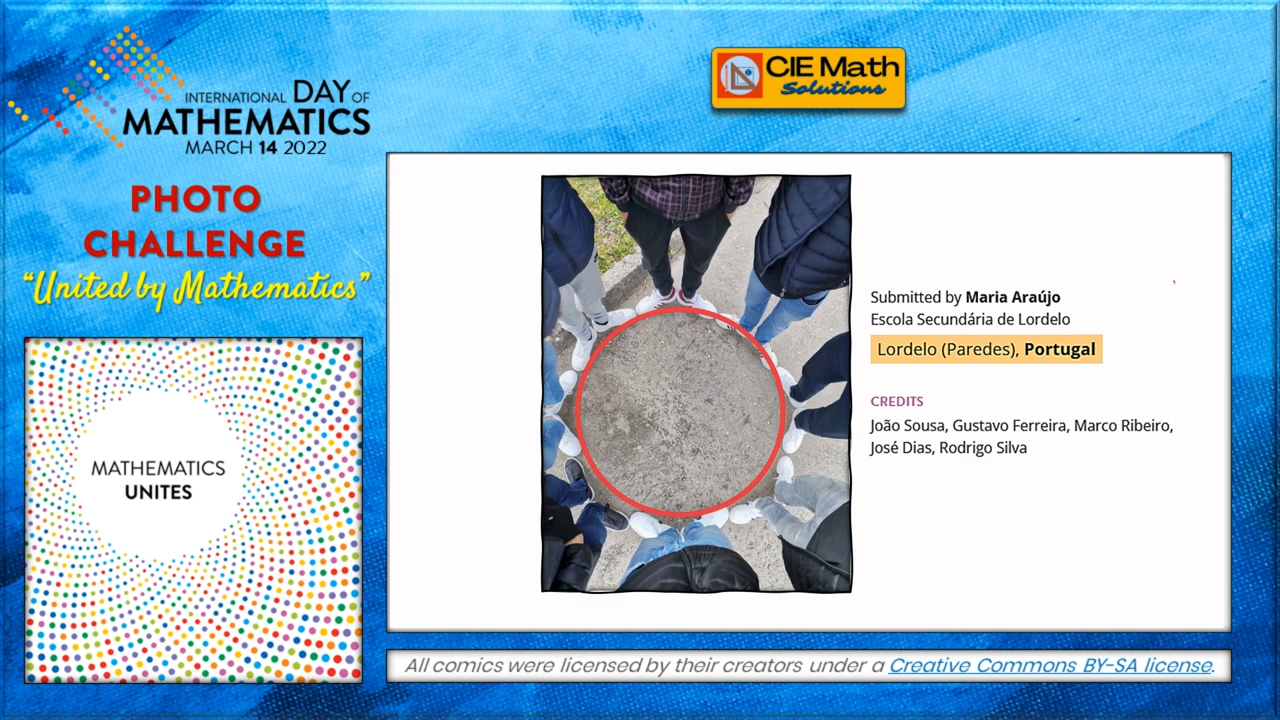 INTERNATIONAL DAY OF
MATHEMATICS
MARCH 14 2022
PHOTO
CHALLENGE
“United by Mathematics”
MATHEMATICS
UNITES
CIE Math
Solutions
Submitted by Maria Araújo
Escola Secundária de Lordelo
Lordelo (Paredes), Portugal
CREDITS
João Sousa, Gustavo Ferreira, Marco Ribeiro,
José Dias, Rodrigo Silva
All comics were licensed by their creators under a Creative Commons BY-SA license.